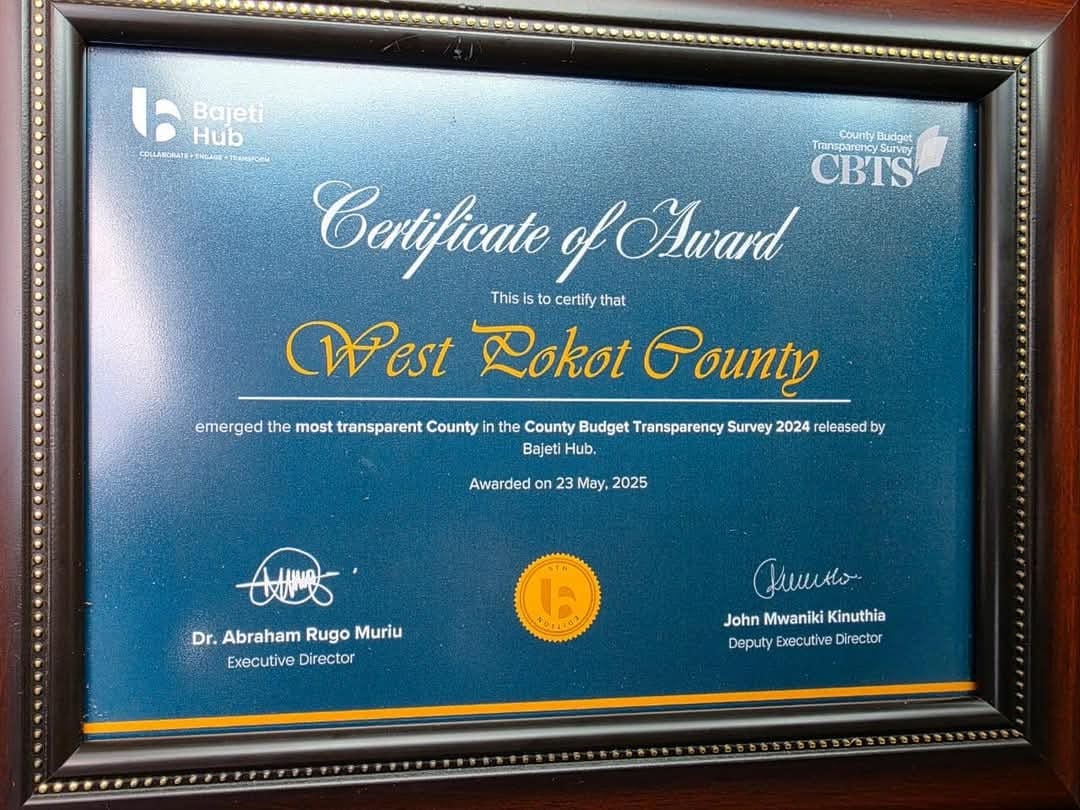 Bajeti
Hub
COLLABORATE • ENGAGE • TRANSFORM
County Budget
Transparency Survey
CBTS
Certificate of Award
This is to certify that
West Pokot County
emerged the most transparent County in the County Budget Transparency Survey 2024 released by
Bajeti Hub.
Awarded on 23 May, 2025
5TH
EDITION
Dr. Abraham Rugo Muriu
Executive Director
John Mwaniki Kinuthia
Deputy Executive Director